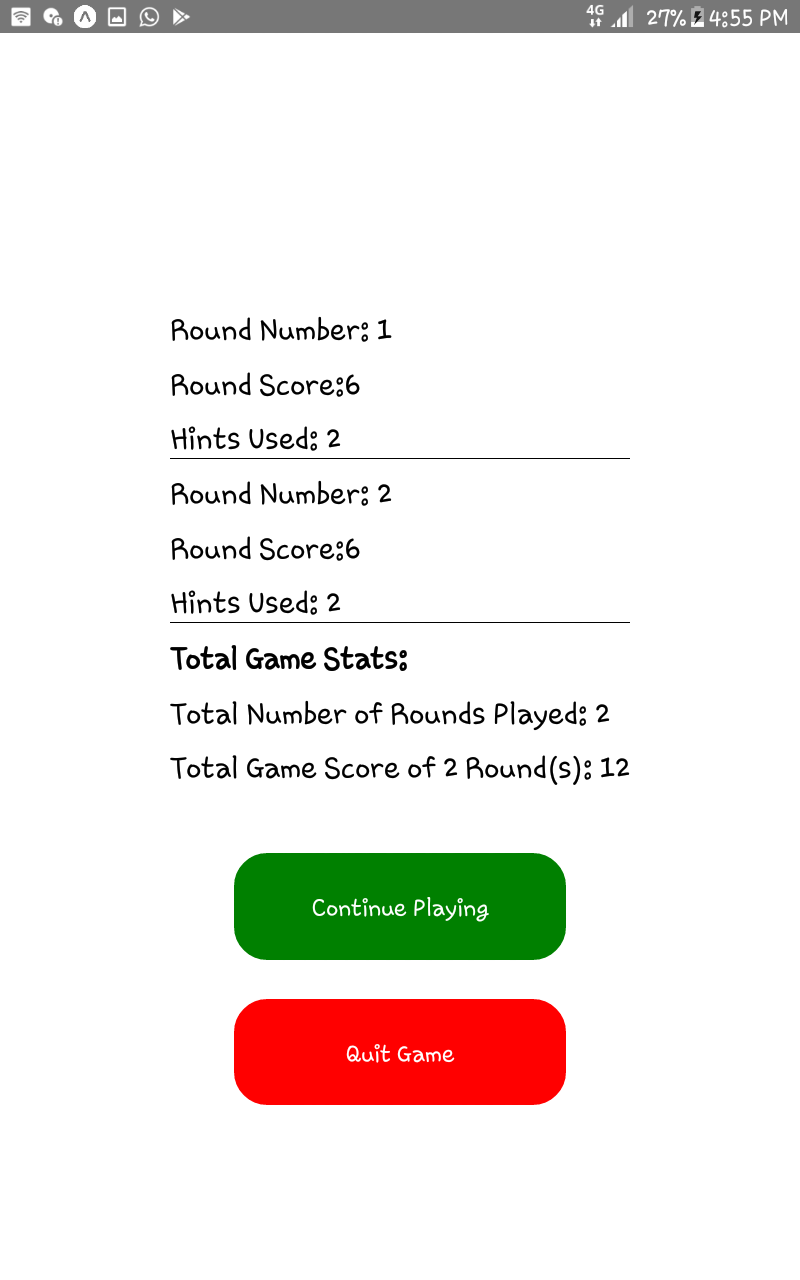 4G 27% 4:55 PM
Round Number: 1
Round Score:6
Hints Used: 2
Round Number: 2
Round Score:6
Hints Used: 2
Total Game Stats:
Total Number of Rounds Played: 2
Total Game Score of 2 Round(s): 12
Continue Playing
Quit Game